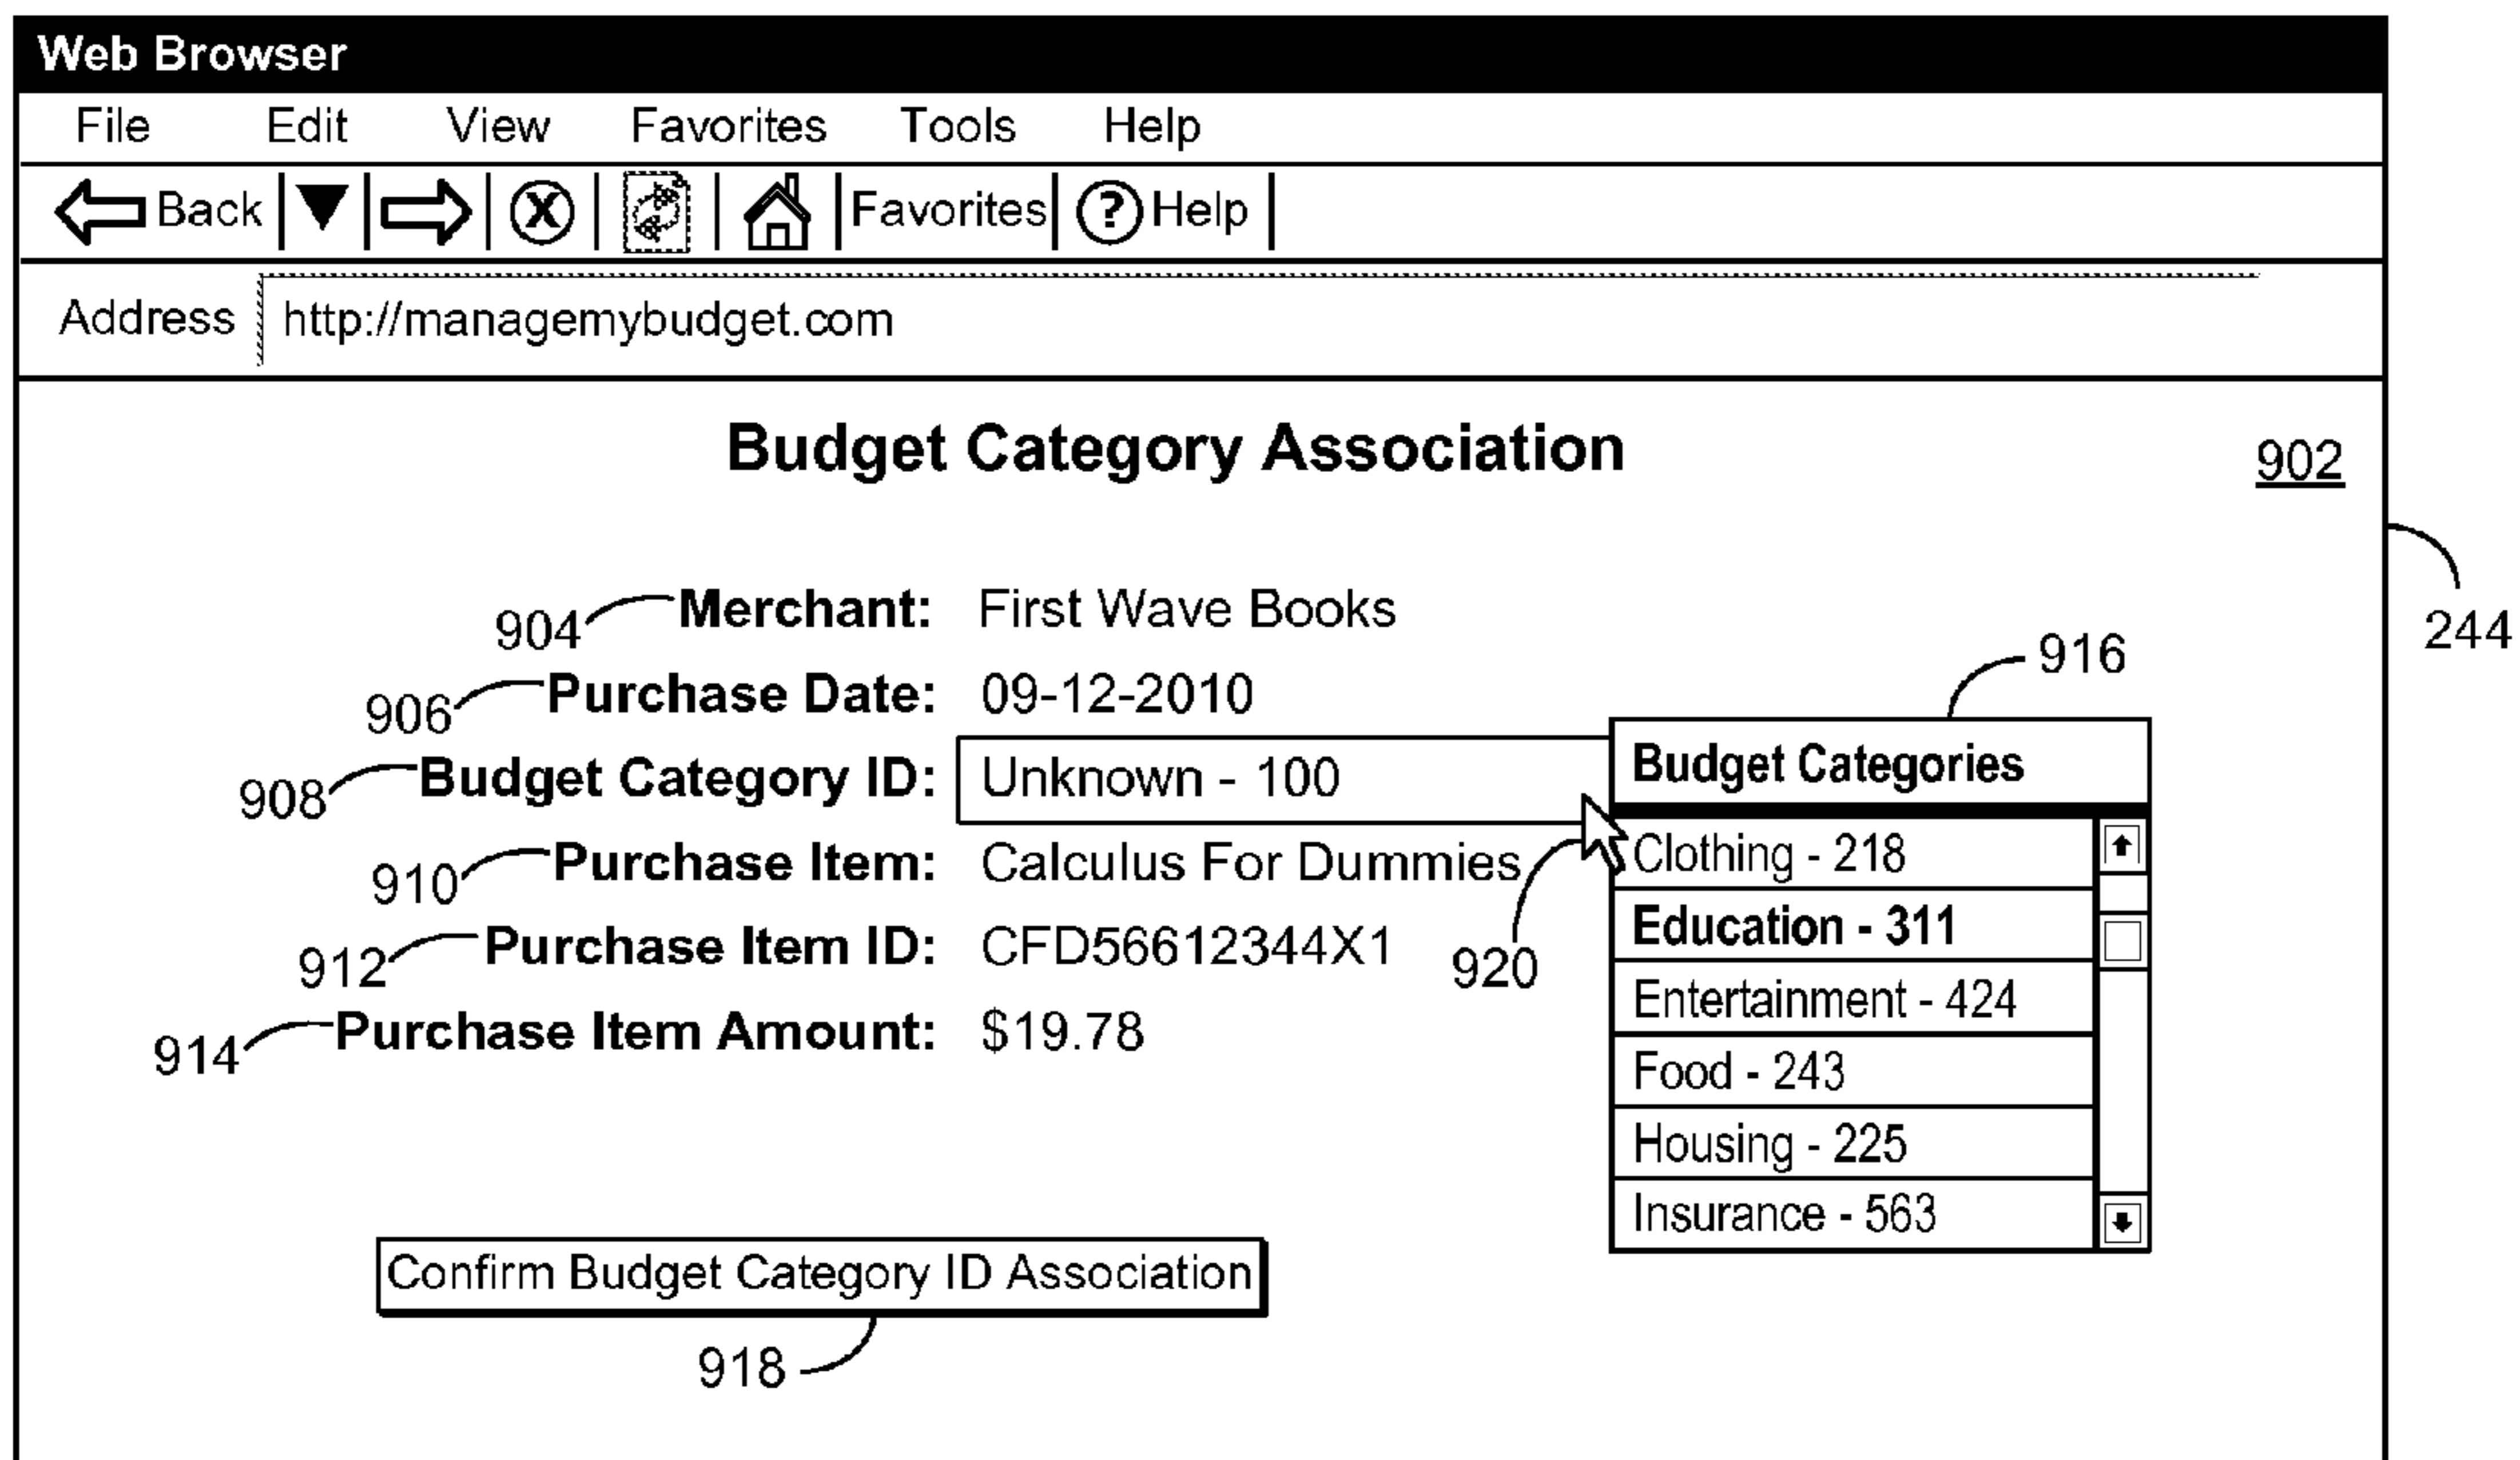 Web Browser
File Edit View Favorites Tools Help
Back X Favorites ? Help
Address http://managemybudget.com
Budget Category Association 902
244
904 Merchant: First Wave Books
906 Purchase Date: 09-12-2010
908 Budget Category ID: Unknown - 100
910 Purchase Item: Calculus For Dummies
912 Purchase Item ID: CFD56612344X1
914 Purchase Item Amount: $19.78
916
Budget Categories
Clothing - 218
Education - 311
Entertainment - 424
Food - 243
Housing - 225
Insurance - 563
920
Confirm Budget Category ID Association
918